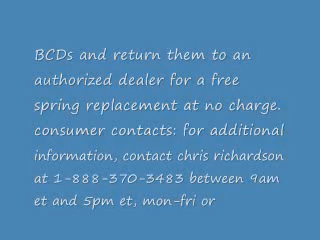 BCDs and return them to an
authorized dealer for a free
spring replacement at no charge.
consumer contacts: for additional
information, contact chris richardson
at 1-888-370-3483 between 9am
et and 5pm et, mon-fri or